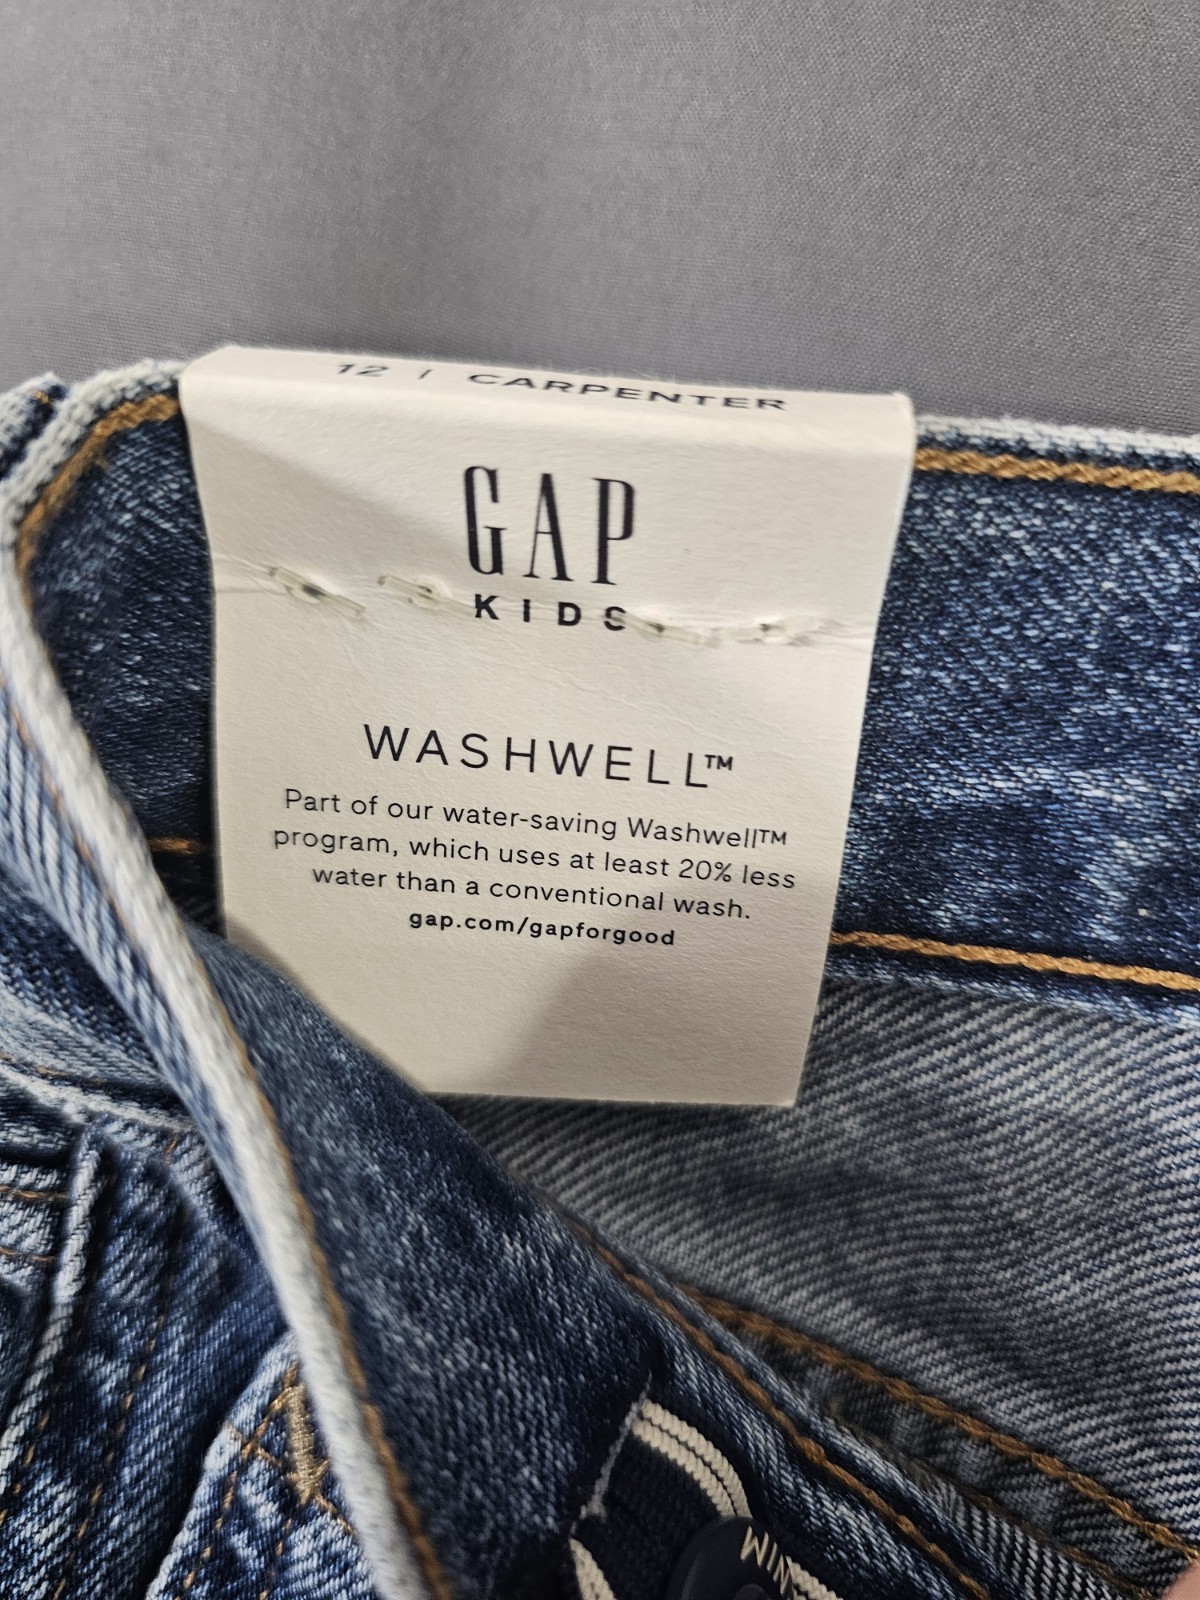 12 | CARPENTER
GAP
KIDS
WASHWELL™
Part of our water-saving Washwell™
program, which uses at least 20% less
water than a conventional wash.
gap.com/gapforgood